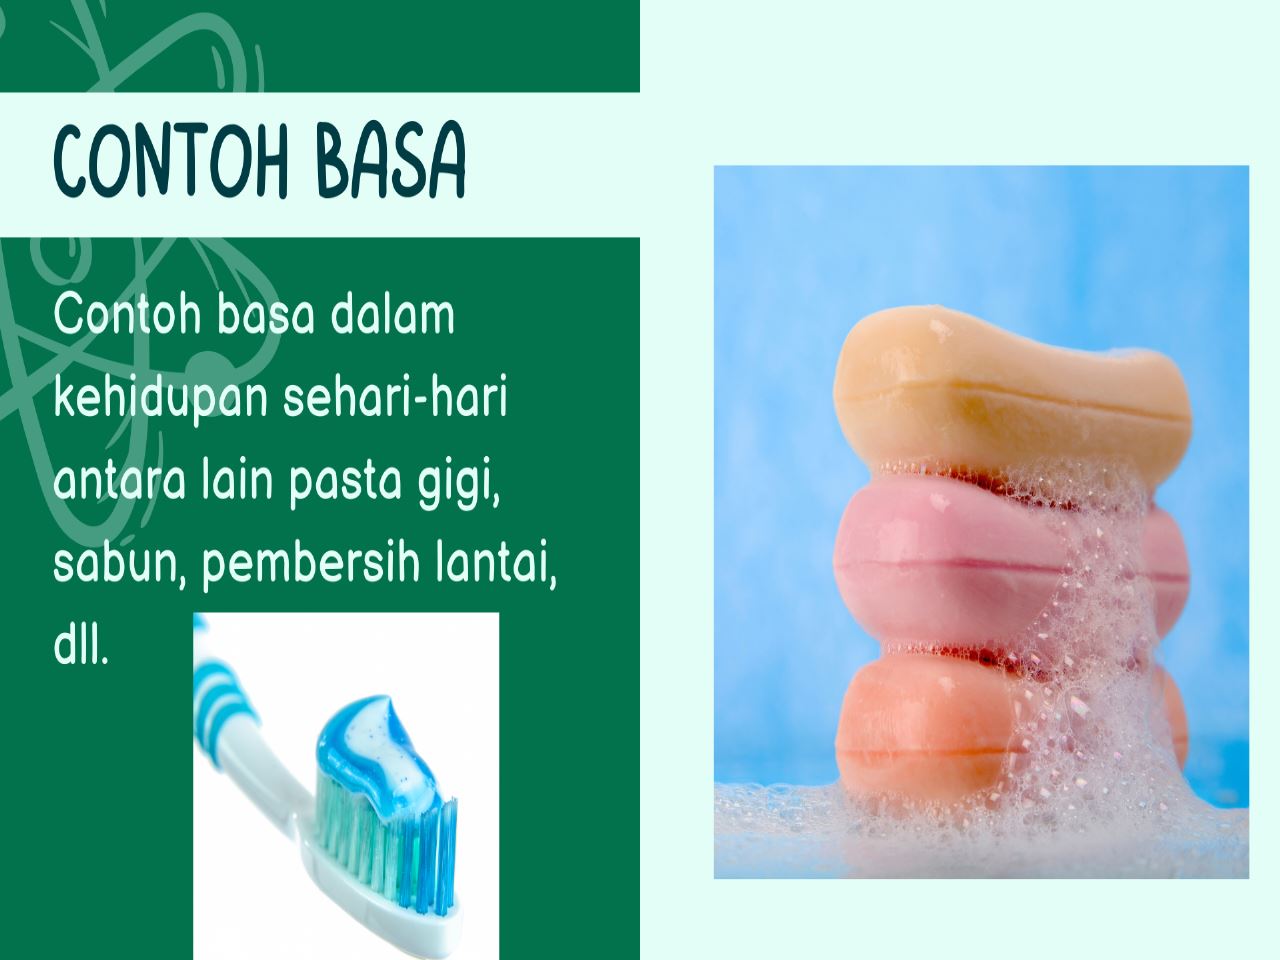 CONTOH BASA
Contoh basa dalam
kehidupan sehari-hari
antara lain pasta gigi,
sabun, pembersih lantai,
dll.